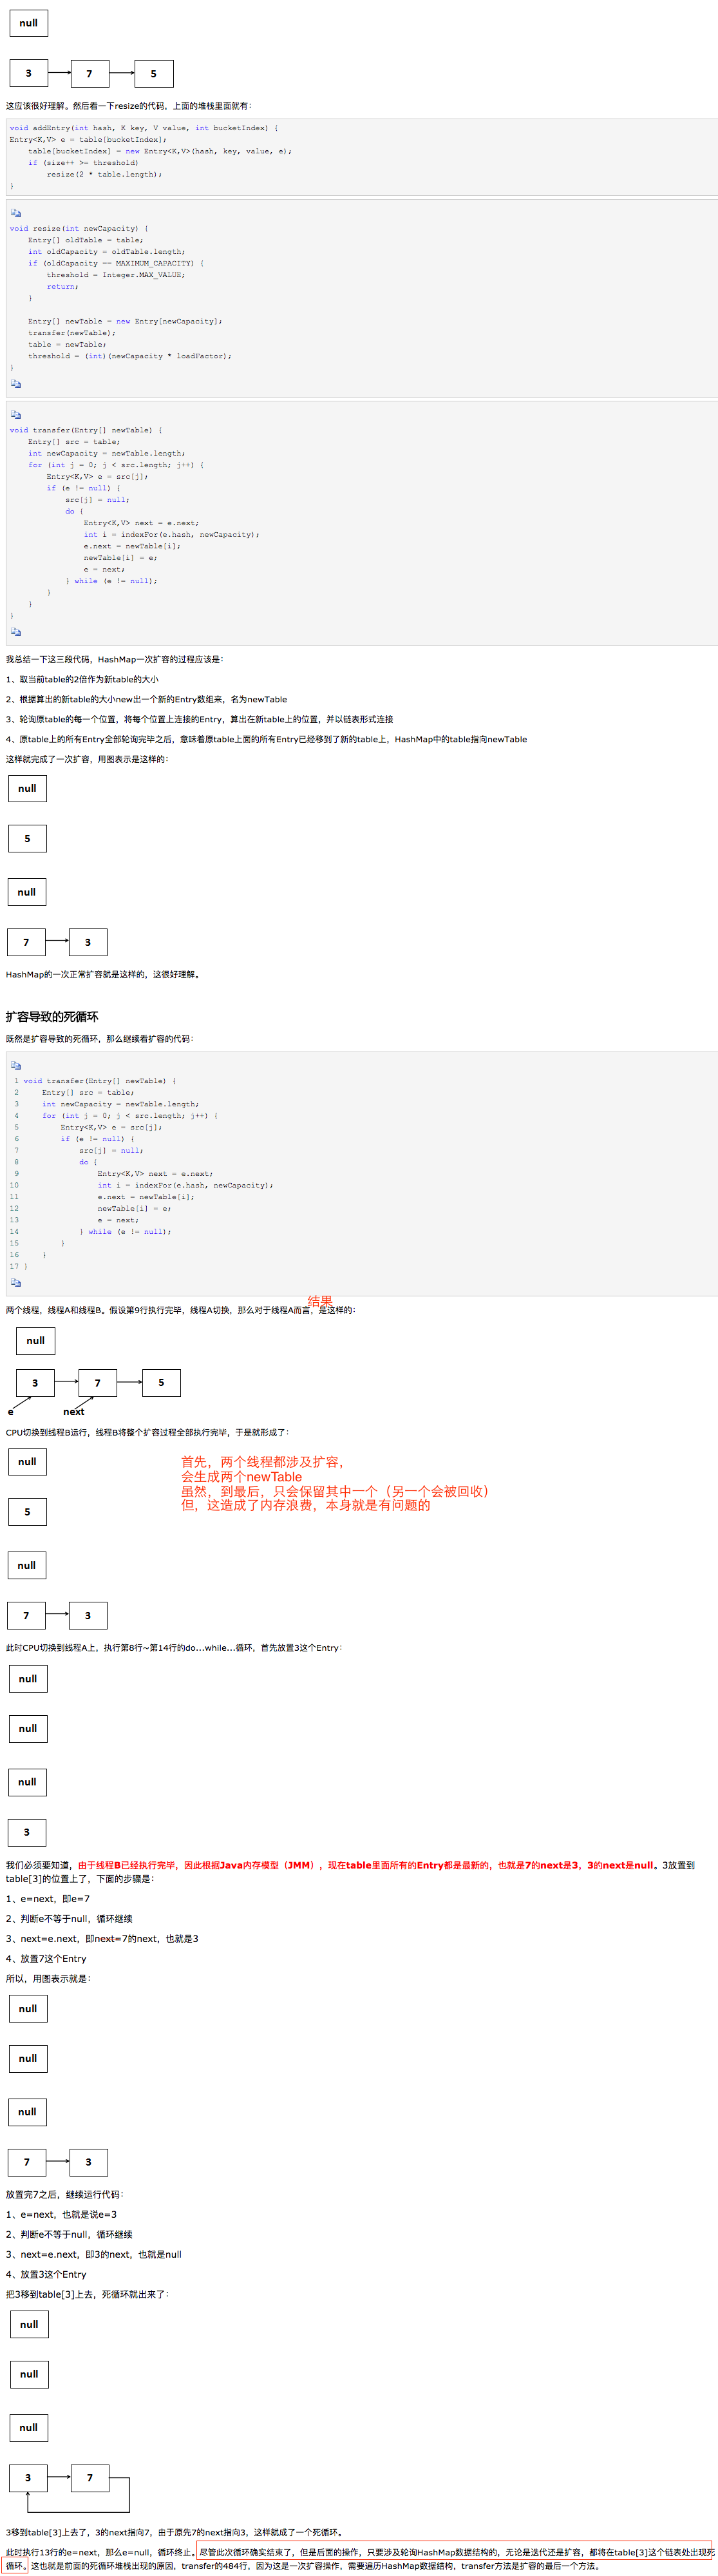 null
3 7 5
这应该很好理解。然后看一下resize的代码，上面的堆栈里面就有：
void addEntry(int hash, K key, V value, int bucketIndex) {
Entry<K,V> e = table[bucketIndex];
    table[bucketIndex] = new Entry<K,V>(hash, key, value, e);
    if (size++ >= threshold)
        resize(2 * table.length);
}
void resize(int newCapacity) {
    Entry[] oldTable = table;
    int oldCapacity = oldTable.length;
    if (oldCapacity == MAXIMUM_CAPACITY) {
        threshold = Integer.MAX_VALUE;
        return;
    }
    Entry[] newTable = new Entry[newCapacity];
    transfer(newTable);
    table = newTable;
    threshold = (int)(newCapacity * loadFactor);
}
void transfer(Entry[] newTable) {
    Entry[] src = table;
    int newCapacity = newTable.length;
    for (int j = 0; j < src.length; j++) {
        Entry<K,V> e = src[j];
        if (e != null) {
            src[j] = null;
            do {
                Entry<K,V> next = e.next;
                int i = indexFor(e.hash, newCapacity);
                e.next = newTable[i];
                newTable[i] = e;
                e = next;
            } while (e != null);
        }
    }
}
我总结一下这三段代码，HashMap一次扩容的过程应该是：
1、取当前table的2倍作为新table的大小
2、根据算出的新table的大小new出一个新的Entry数组来，名为newTable
3、轮询原table的每一个位置，将每个位置上连接的Entry，算出在新table上的位置，并以链表形式连接
4、原table上的所有Entry全部轮询完毕之后，意味着原table上面的所有Entry已经移到了新的table上，HashMap中的table指向newTable
这样就完成了一次扩容，用图表示是这样的：
null
5
null
7 3
HashMap的一次正常扩容就是这样的，这很好理解。
扩容导致的死循环
既然是扩容导致的死循环，那么继续看扩容的代码：
 1 void transfer(Entry[] newTable) {
 2     Entry[] src = table;
 3     int newCapacity = newTable.length;
 4     for (int j = 0; j < src.length; j++) {
 5         Entry<K,V> e = src[j];
 6         if (e != null) {
 7             src[j] = null;
 8             do {
 9                 Entry<K,V> next = e.next;
10                 int i = indexFor(e.hash, newCapacity);
11                 e.next = newTable[i];
12                 newTable[i] = e;
13                 e = next;
14             } while (e != null);
15         }
16     }
17 }
结果
两个线程，线程A和线程B。假设第9行执行完毕，线程A切换，那么对于线程A而言，是这样的：
null
3 7 5
e next
CPU切换到线程B运行，线程B将整个扩容过程全部执行完毕，于是就形成了：
null
首先，两个线程都涉及扩容，
会生成两个newTable
虽然，到最后，只会保留其中一个（另一个会被回收）
但，这造成了内存浪费，本身就是有问题的
5
null
7 3
此时CPU切换到线程A上，执行第8行~第14行的do...while...循环，首先放置3这个Entry：
null
null
null
3
我们必须要知道，由于线程B已经执行完毕，因此根据Java内存模型（JMM），现在table里面所有的Entry都是最新的，也就是7的next是3，3的next是null。3放置到
table[3]的位置上了，下面的步骤是：
1、e=next，即e=7
2、判断e不等于null，循环继续
3、next=e.next，即next=7的next，也就是3
4、放置7这个Entry
所以，用图表示就是：
null
null
null
7 3
放置完7之后，继续运行代码：
1、e=next，也就是说e=3
2、判断e不等于null，循环继续
3、next=e.next，即3的next，也就是null
4、放置3这个Entry
把3移到table[3]上去，死循环就出来了：
null
null
null
3 7
3移到table[3]上去了，3的next指向7，由于原先7的next指向3，这样就成了一个死循环。
此时执行13行的e=next，那么e=null，循环终止。尽管此次循环确实结束了，但是后面的操作，只要涉及轮询HashMap数据结构的，无论是迭代还是扩容，都将在table[3]这个链表处出现死
循环。这也就是前面的死循环堆栈出现的原因，transfer的484行，因为这是一次扩容操作，需要遍历HashMap数据结构，transfer方法是扩容的最后一个方法。